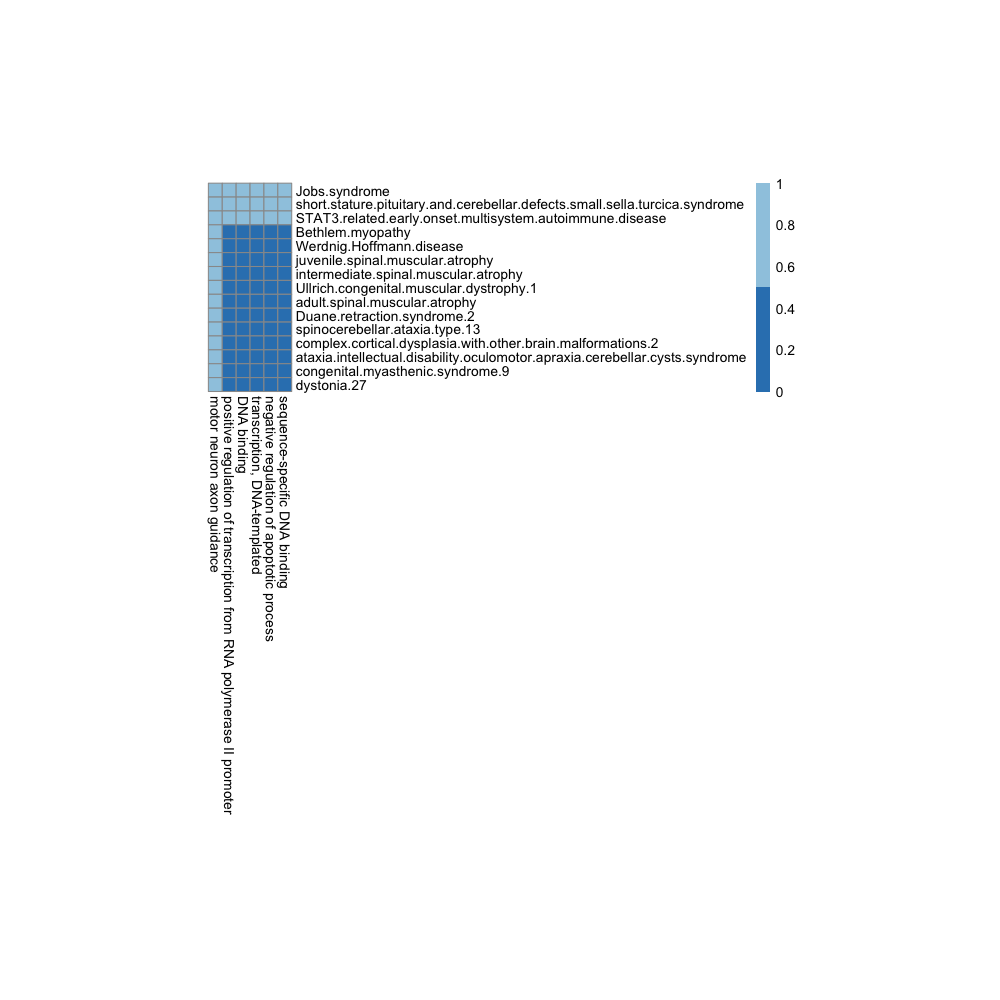 Jobs.syndrome
short.stature.pituitary.and.cerebellar.defects.small.sella.turcica.syndrome
STAT3.related.early.onset.multisystem.autoimmune.disease
Bethlem.myopathy
Werdnig.Hoffmann.disease
juvenile.spinal.muscular.atrophy
intermediate.spinal.muscular.atrophy
Ullrich.congenital.muscular.dystrophy.1
adult.spinal.muscular.atrophy
Duane.retraction.syndrome.2
spinocerebellar.ataxia.type.13
complex.cortical.dysplasia.with.other.brain.malformations.2
ataxia.intellectual.disability.oculomotor.apraxia.cerebellar.cysts.syndrome
congenital.myasthenic.syndrome.9
dystonia.27
1
0.8
0.6
0.4
0.2
0
motor neuron axon guidance
positive regulation of transcription from RNA polymerase II promoter
DNA binding
transcription, DNA-templated
negative regulation of apoptotic process
sequence-specific DNA binding